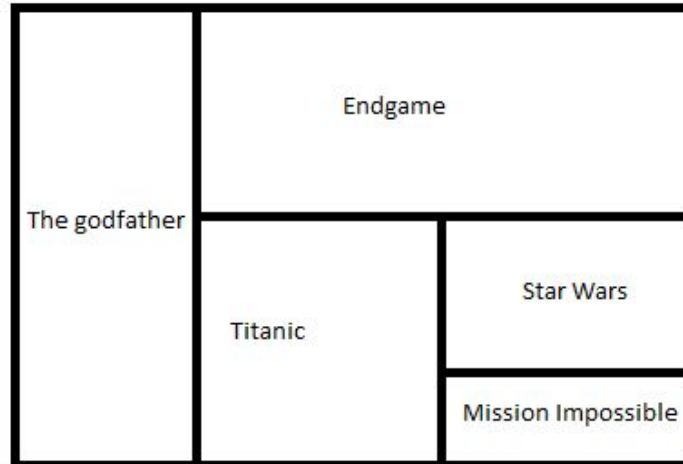 The godfather
Endgame
Titanic
Star Wars
Mission Impossible